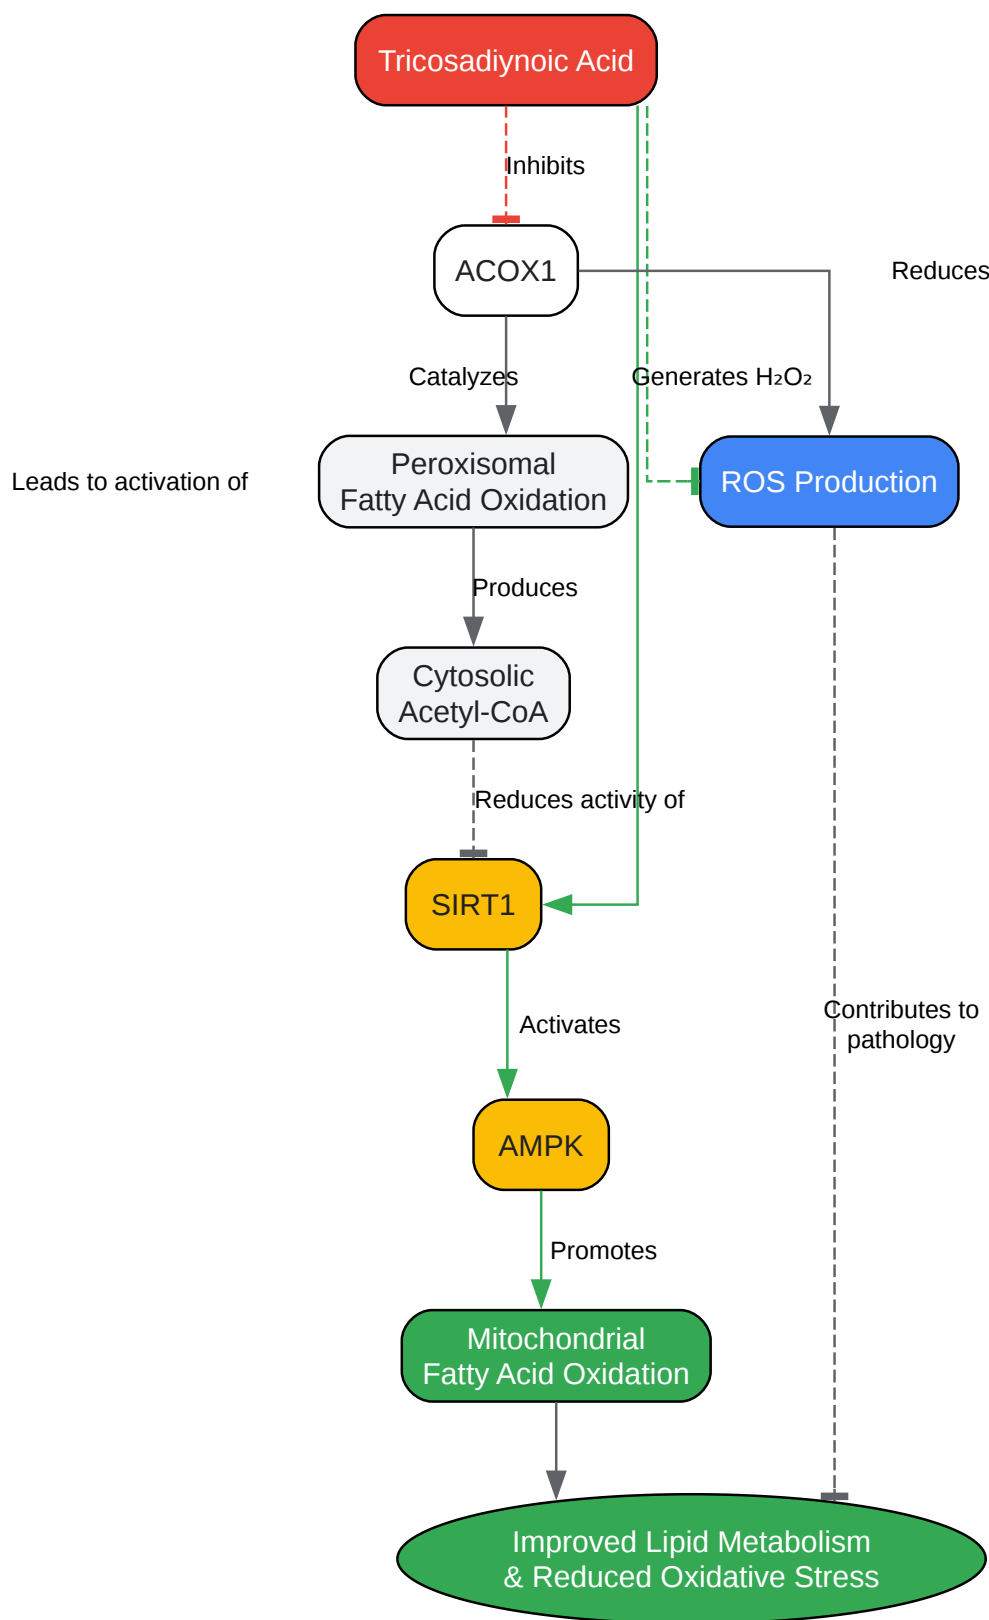 Tricosadiynoic Acid
Inhibits
ACOX1
Reduces
Catalyzes
Generates H₂O₂
Leads to activation of
Peroxisomal
Fatty Acid Oxidation
ROS Production
Produces
Cytosolic
Acetyl-CoA
Reduces activity of
SIRT1
Contributes to
pathology
Activates
AMPK
Promotes
Mitochondrial
Fatty Acid Oxidation
Improved Lipid Metabolism
& Reduced Oxidative Stress